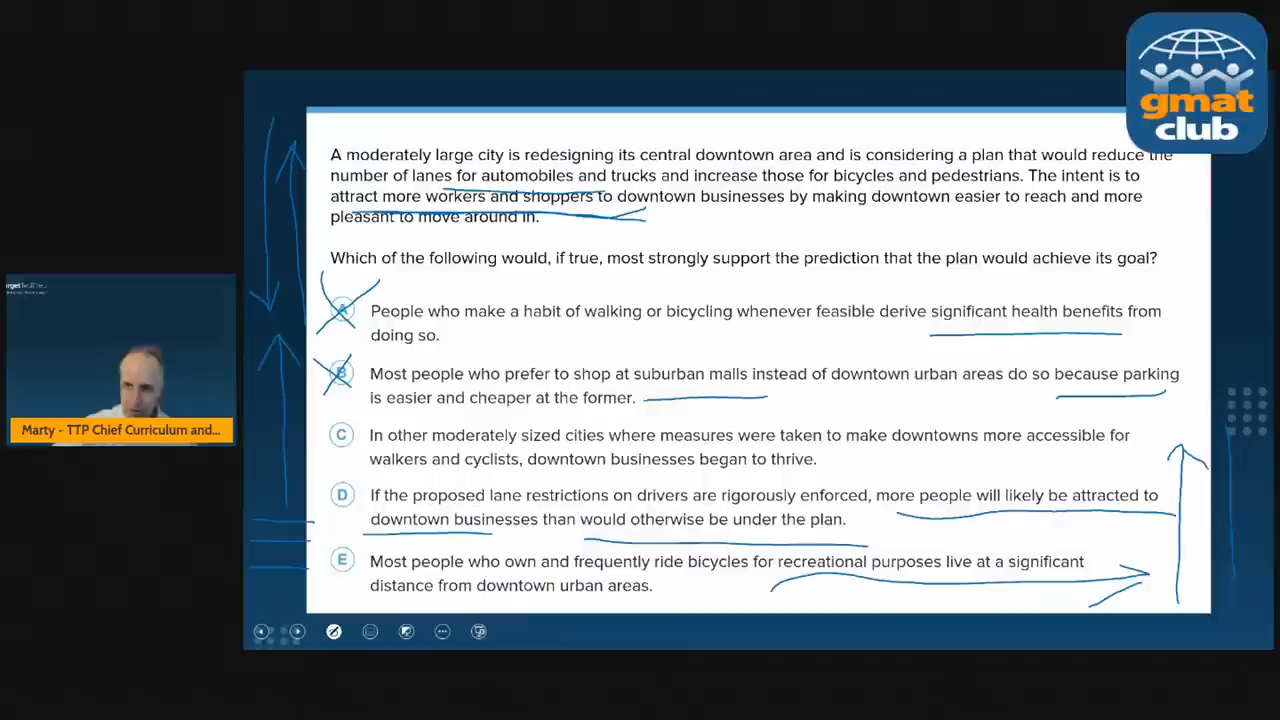 gmat
club
A moderately large city is redesigning its central downtown area and is considering a plan that would reduce the
number of lanes for automobiles and trucks and increase those for bicycles and pedestrians. The intent is to
attract more workers and shoppers to downtown businesses by making downtown easier to reach and more
pleasant to move around in.
Which of the following would, if true, most strongly support the prediction that the plan would achieve its goal?
A People who make a habit of walking or bicycling whenever feasible derive significant health benefits from
doing so.
B Most people who prefer to shop at suburban malls instead of downtown urban areas do so because parking
is easier and cheaper at the former.
C In other moderately sized cities where measures were taken to make downtowns more accessible for
walkers and cyclists, downtown businesses began to thrive.
D If the proposed lane restrictions on drivers are rigorously enforced, more people will likely be attracted to
downtown businesses than would otherwise be under the plan.
E Most people who own and frequently ride bicycles for recreational purposes live at a significant
distance from downtown urban areas.
Marty - TTP Chief Curriculum and...